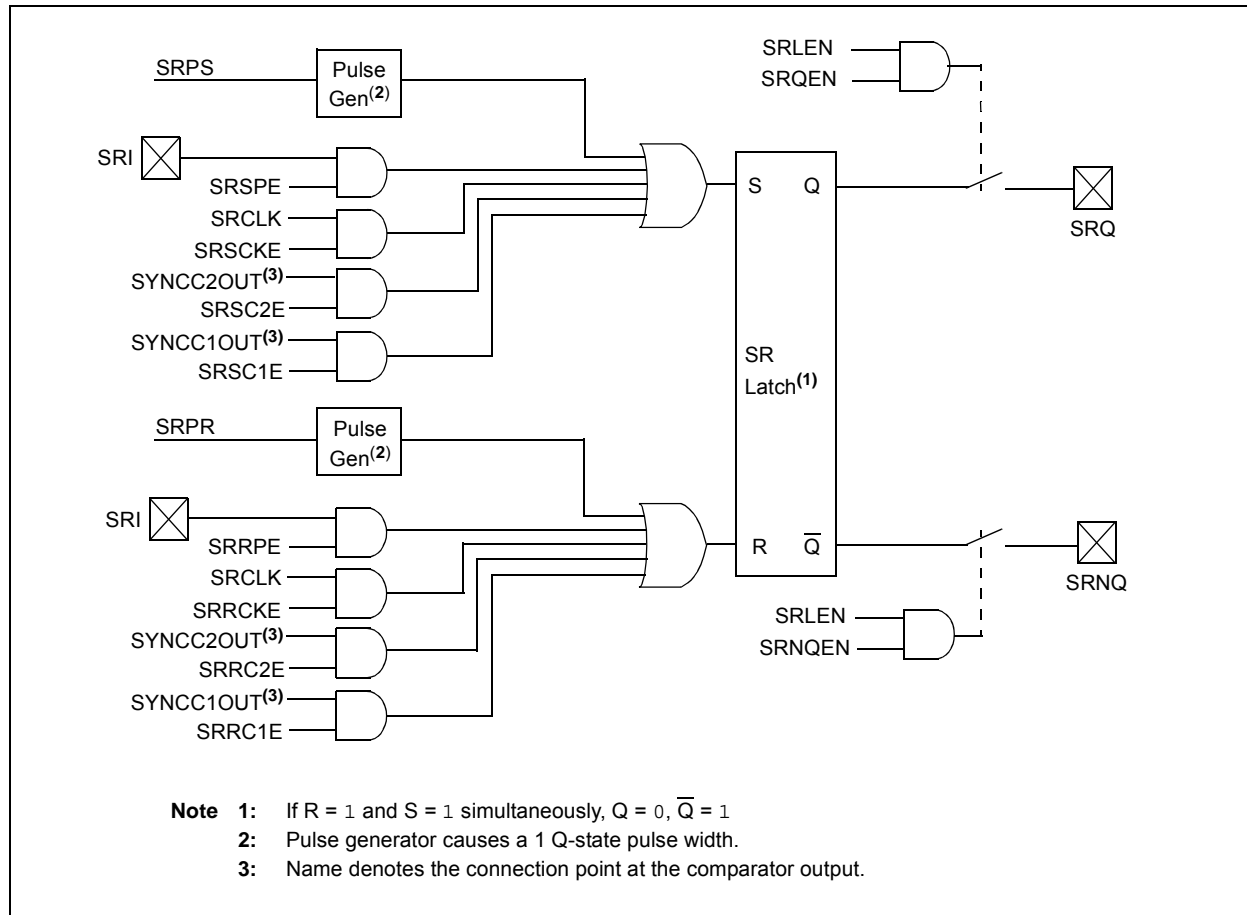 SRLEN
SRQEN
SRPS
Pulse
Gen(2)
SRI
SRSPE
SRCLK
SRSCKE
SYNCC2OUT(3)
SRSC2E
SYNCC1OUT(3)
SRSC1E
S Q
SRQ
SR
Latch(1)
SRPR
Pulse
Gen(2)
SRI
SRRPE
SRCLK
SRRCKE
SYNCC2OUT(3)
SRRC2E
SYNCC1OUT(3)
SRRC1E
R Q̅
SRNQ
SRLEN
SRNQEN
Note 1: If R = 1 and S = 1 simultaneously, Q = 0, Q̅ = 1
2: Pulse generator causes a 1 Q-state pulse width.
3: Name denotes the connection point at the comparator output.